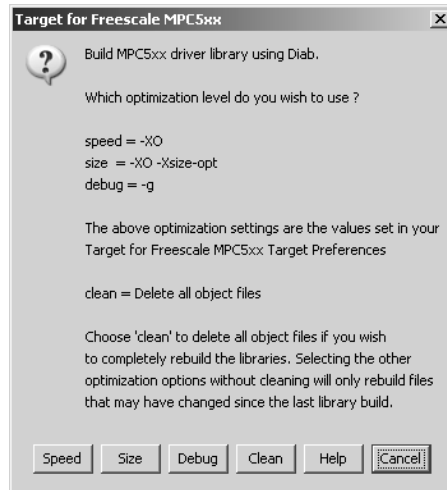 Target for Freescale MPC5xx
Build MPC5xx driver library using Diab.
Which optimization level do you wish to use ?
speed = -XO
size = -XO -Xsize-opt
debug = -g
The above optimization settings are the values set in your
Target for Freescale MPC5xx Target Preferences
clean = Delete all object files
Choose 'clean' to delete all object files if you wish
to completely rebuild the libraries. Selecting the other
optimization options without cleaning will only rebuild files
that may have changed since the last library build.
Speed Size Debug Clean Help Cancel